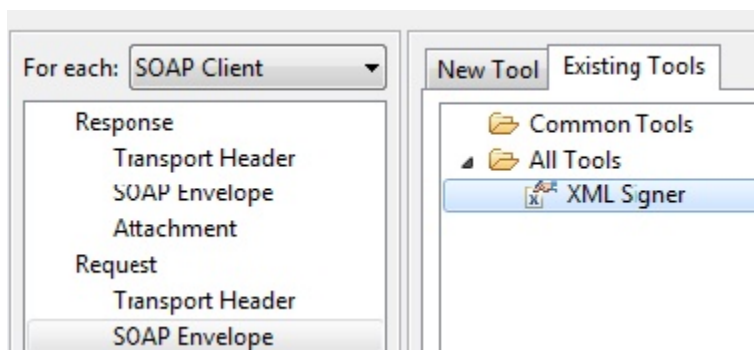 For each: SOAP Client
Response
Transport Header
SOAP Envelope
Attachment
Request
Transport Header
SOAP Envelope
New Tool Existing Tools
Common Tools
All Tools
XML Signer